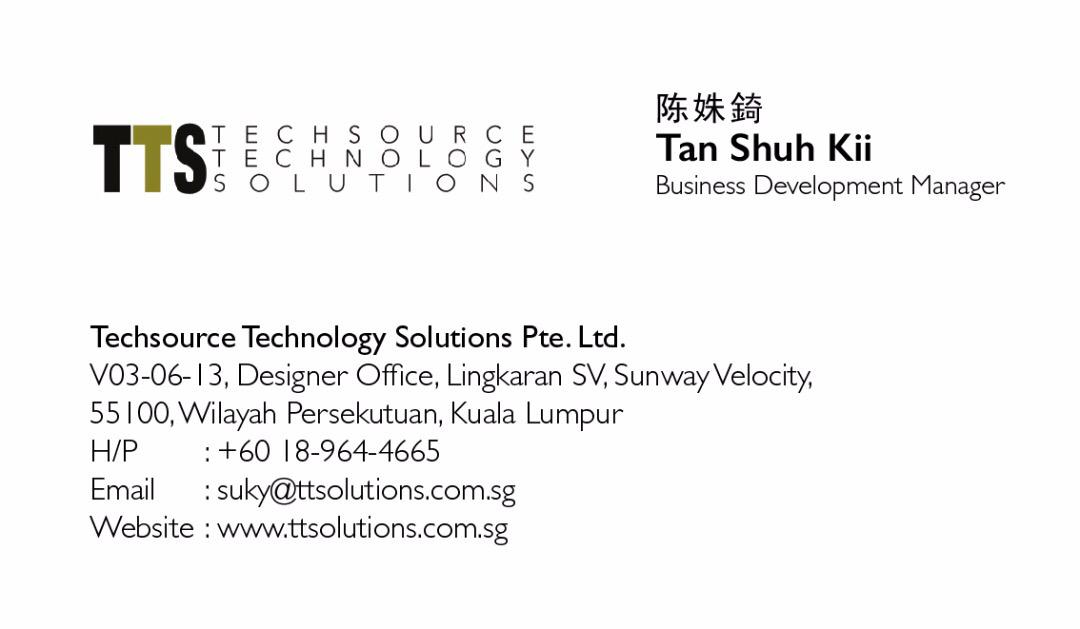 TTS
TECHSOURCE
TECHNOLOGY
SOLUTIONS
陈姝錡
Tan Shuh Kii
Business Development Manager
Techsource Technology Solutions Pte. Ltd.
V03-06-13, Designer Office, Lingkaran SV, Sunway Velocity,
55100, Wilayah Persekutuan, Kuala Lumpur
H/P : +60 18-964-4665
Email : suky@ttsolutions.com.sg
Website : www.ttsolutions.com.sg